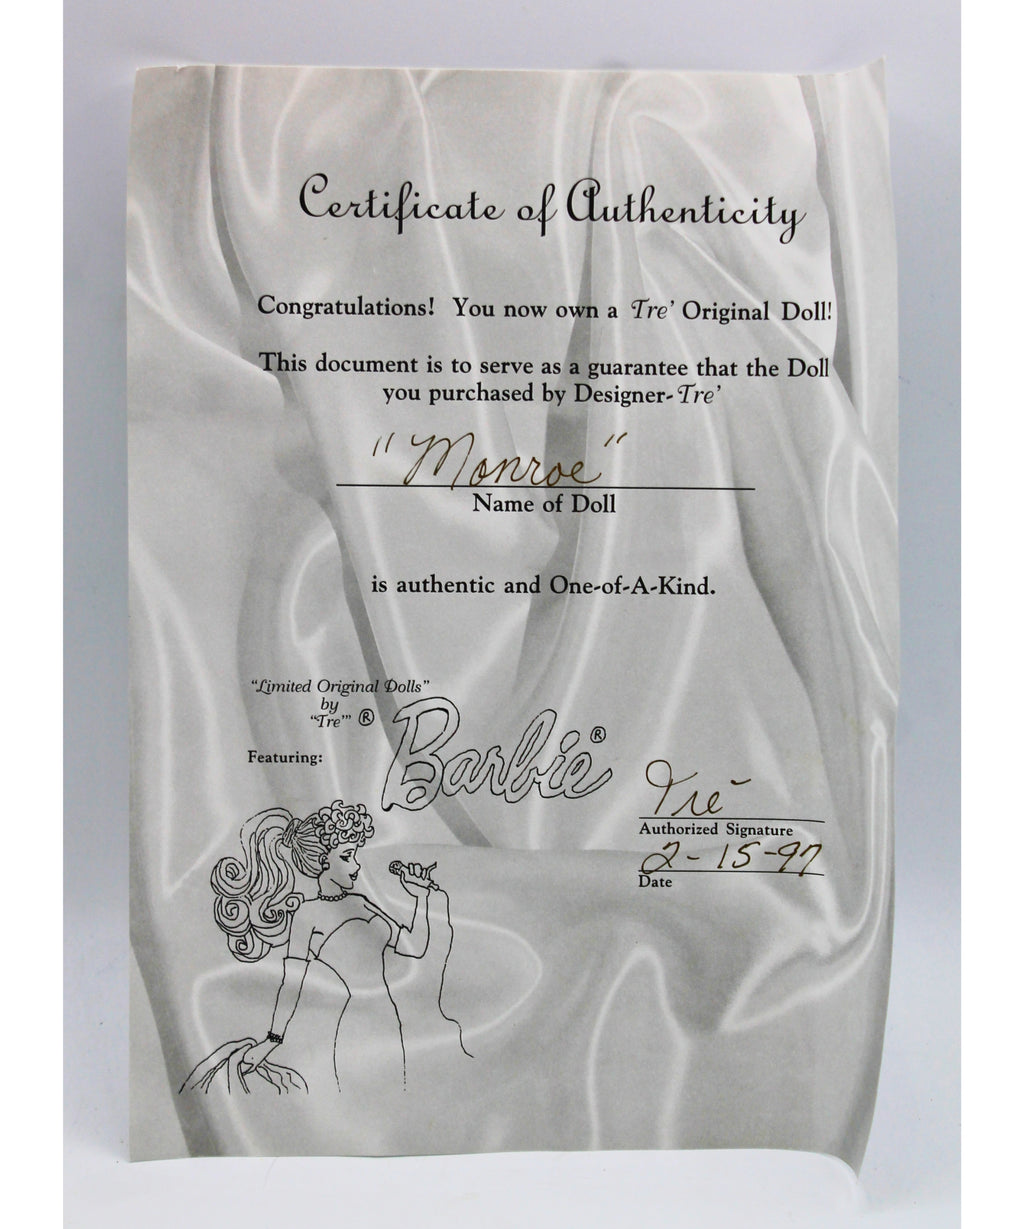 Certificate of Authenticity
Congratulations! You now own a Tre' Original Doll!
This document is to serve as a guarantee that the Doll
you purchased by Designer-Tre'
"Monroe"
Name of Doll
is authentic and One-of-A-Kind.
"Limited Original Dolls"
by
"Tre'" ®
Featuring:
Barbie®
Tré
Authorized Signature
2-15-97
Date